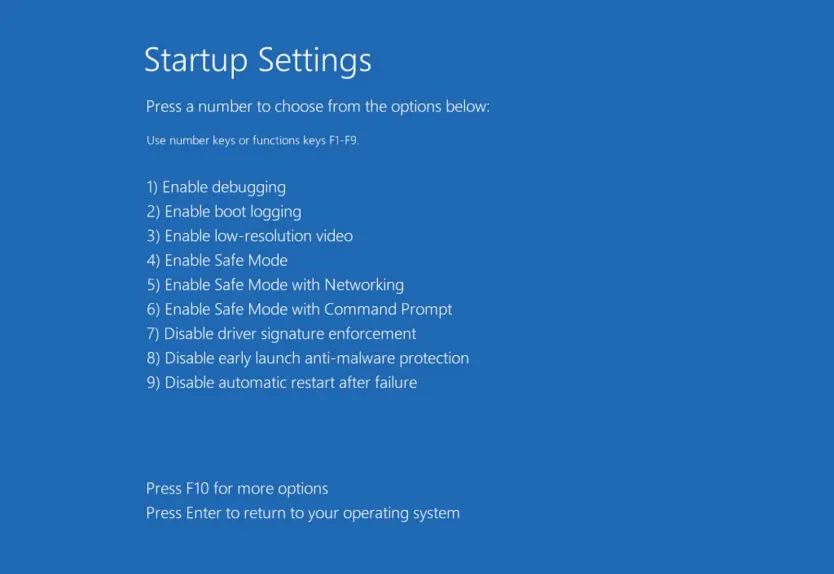 Startup Settings
Press a number to choose from the options below:
Use number keys or functions keys F1-F9.
1) Enable debugging
2) Enable boot logging
3) Enable low-resolution video
4) Enable Safe Mode
5) Enable Safe Mode with Networking
6) Enable Safe Mode with Command Prompt
7) Disable driver signature enforcement
8) Disable early launch anti-malware protection
9) Disable automatic restart after failure
Press F10 for more options
Press Enter to return to your operating system